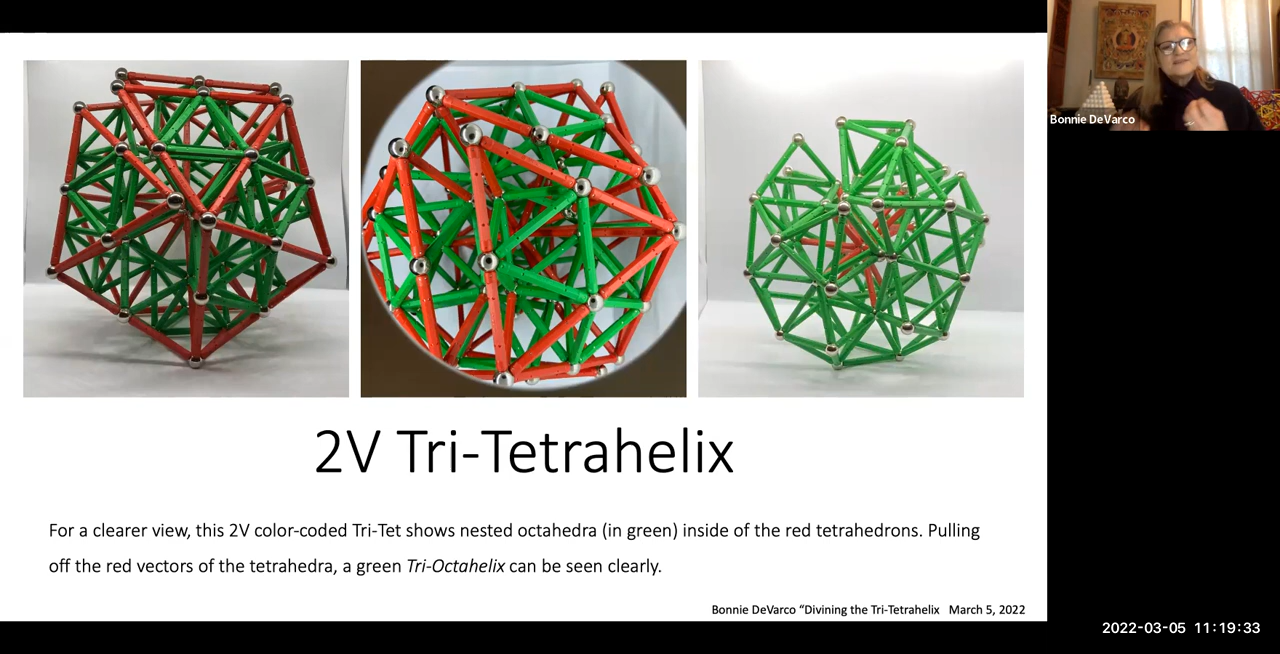 Bonnie DeVarco
2V Tri-Tetrahelix
For a clearer view, this 2V color-coded Tri-Tet shows nested octahedra (in green) inside of the red tetrahedrons. Pulling
off the red vectors of the tetrahedra, a green Tri-Octahelix can be seen clearly.
Bonnie DeVarco “Divining the Tri-Tetrahelix March 5, 2022
2022-03-05 11:19:33